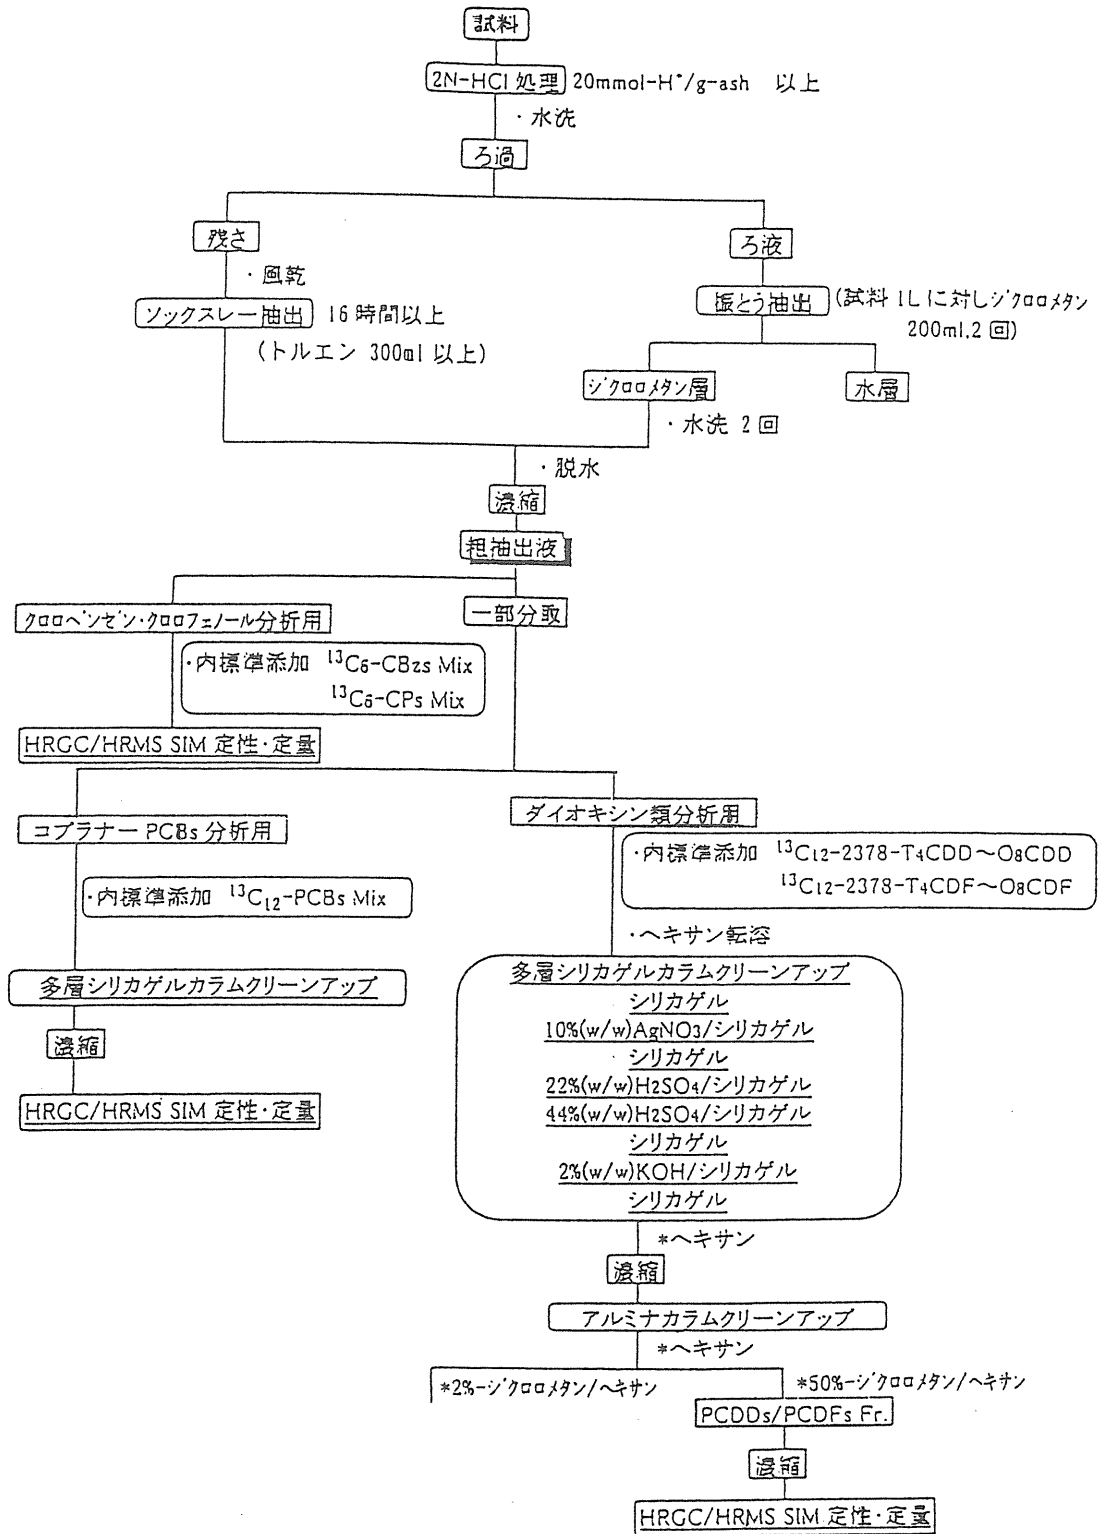 試料
2N-HCl 処理 20mmol-H⁺/g-ash 以上
・水洗
ろ過
残さ
ろ液
・風乾
ソックスレー抽出 16時間以上
(トルエン 300ml 以上)
振とう抽出 (試料 1L に対しジクロロメタン
200ml,2 回)
ジクロロメタン層
水層
・水洗 2 回
・脱水
濃縮
粗抽出液
クロロベンゼン・クロロフェノール分析用
一部分取
・内標準添加 ¹³C₆-CBzs Mix
¹³C₆-CPs Mix
HRGC/HRMS SIM 定性・定量
コプラナー PCBs 分析用
ダイオキシン類分析用
・内標準添加 ¹³C₁₂-PCBs Mix
・内標準添加 ¹³C₁₂-2378-T₄CDD～O₈CDD
¹³C₁₂-2378-T₄CDF～O₈CDF
・ヘキサン転溶
多層シリカゲルカラムクリーンアップ
濃縮
HRGC/HRMS SIM 定性・定量
多層シリカゲルカラムクリーンアップ
シリカゲル
10%(w/w)AgNO₃/シリカゲル
シリカゲル
22%(w/w)H₂SO₄/シリカゲル
44%(w/w)H₂SO₄/シリカゲル
シリカゲル
2%(w/w)KOH/シリカゲル
シリカゲル
*ヘキサン
濃縮
アルミナカラムクリーンアップ
*ヘキサン
*2%-ジクロロメタン/ヘキサン
*50%-ジクロロメタン/ヘキサン
PCDDs/PCDFs Fr.
濃縮
HRGC/HRMS SIM 定性・定量